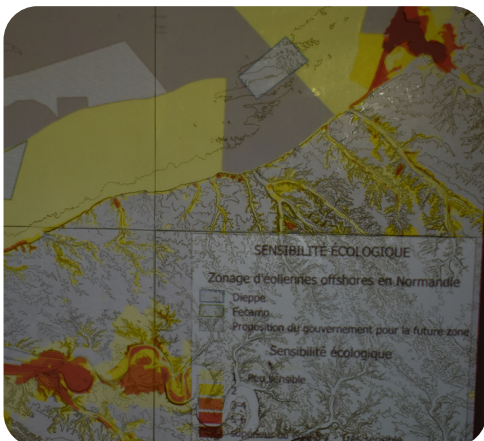 SENSIBILITÉ ÉCOLOGIQUE
Zonage d'éoliennes offshores en Normandie
Dieppe
Fecamp
Proposition du gouvernement pour la future zone
Sensibilité écologique
Peu sensible